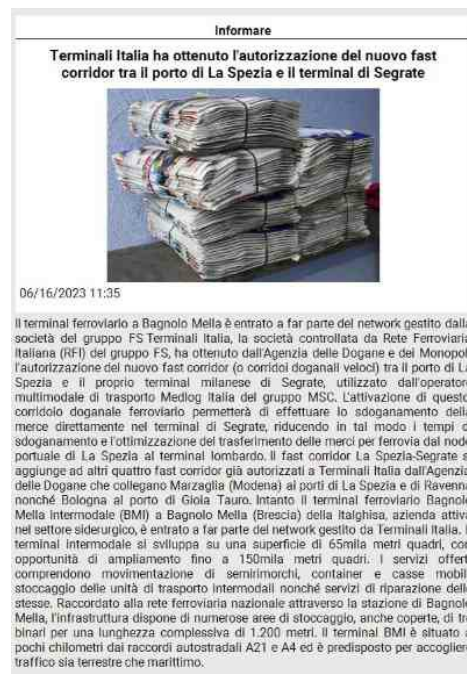 Informare
Terminali Italia ha ottenuto l'autorizzazione del nuovo fast
corridor tra il porto di La Spezia e il terminal di Segrate
06/16/2023 11:35
Il terminal ferroviario a Bagnolo Mella è entrato a far parte del network gestito dalla
società del gruppo FS Terminali Italia, la società controllata da Rete Ferroviaria
Italiana (RFI) del gruppo FS, ha ottenuto dall'Agenzia delle Dogane e dei Monopoli
l'autorizzazione del nuovo fast corridor (o corridoi doganali veloci) tra il porto di La
Spezia e il proprio terminal milanese di Segrate, utilizzato dall'operatore
multimodale di trasporto Medlog Italia del gruppo MSC. L'attivazione di questo
corridoio doganale ferroviario permetterà di effettuare lo sdoganamento della
merce direttamente nel terminal di Segrate, riducendo in tal modo i tempi di
sdoganamento e l'ottimizzazione del trasferimento delle merci per ferrovia dal nodo
portuale di La Spezia al terminal lombardo. Il fast corridor La Spezia-Segrate si
aggiunge ad altri quattro fast corridor già autorizzati a Terminali Italia dall'Agenzia
delle Dogane che collegano Marzaglia (Modena) ai porti di La Spezia e di Ravenna
nonché Bologna al porto di Gioia Tauro. Intanto il terminal ferroviario Bagnolo
Mella Intermodale (BMI) a Bagnolo Mella (Brescia) della Italghisa, azienda attiva
nel settore siderurgico, è entrato a far parte del network gestito da Terminali Italia. Il
terminal intermodale si sviluppa su una superficie di 65mila metri quadri, con
opportunità di ampliamento fino a 150mila metri quadri. I servizi offerti
comprendono movimentazione di semirimorchi, container e casse mobili,
stoccaggio delle unità di trasporto intermodali nonché servizi di riparazione delle
stesse. Raccordato alla rete ferroviaria nazionale attraverso la stazione di Bagnolo
Mella, l'infrastruttura dispone di numerose aree di stoccaggio, anche coperte, di tre
binari per una lunghezza complessiva di 1.200 metri. Il terminal BMI è situato a
pochi chilometri dai raccordi autostradali A21 e A4 ed è predisposto per accogliere
traffico sia terrestre che marittimo.